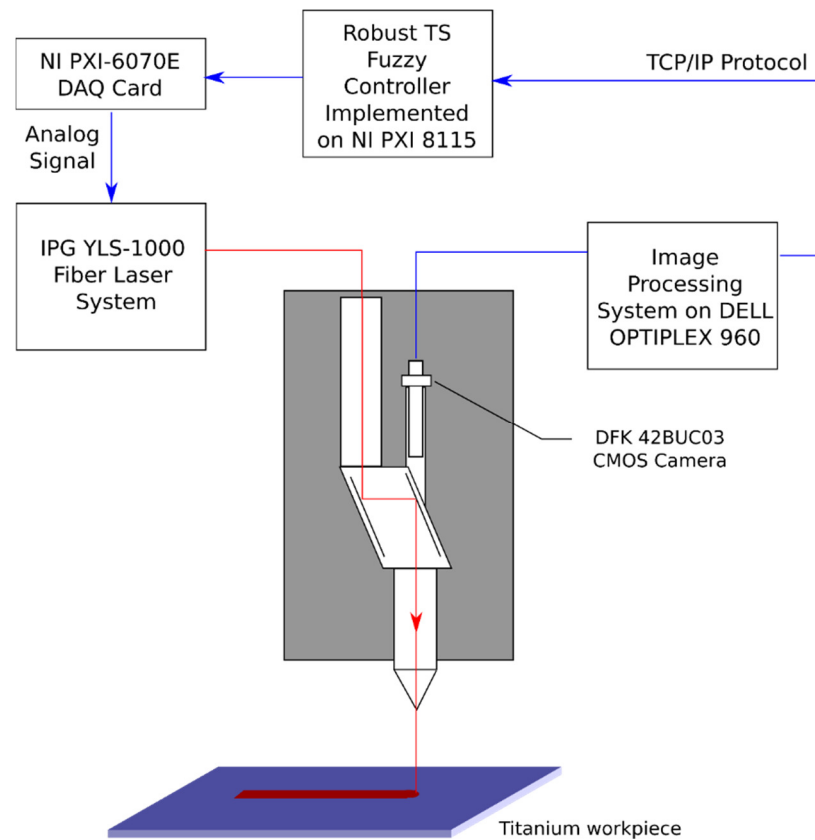 NI PXI-6070E
DAQ Card
Robust TS
Fuzzy
Controller
Implemented
on NI PXI 8115
TCP/IP Protocol
Analog
Signal
IPG YLS-1000
Fiber Laser
System
Image
Processing
System on DELL
OPTIPLEX 960
DFK 42BUC03
CMOS Camera
Titanium workpiece